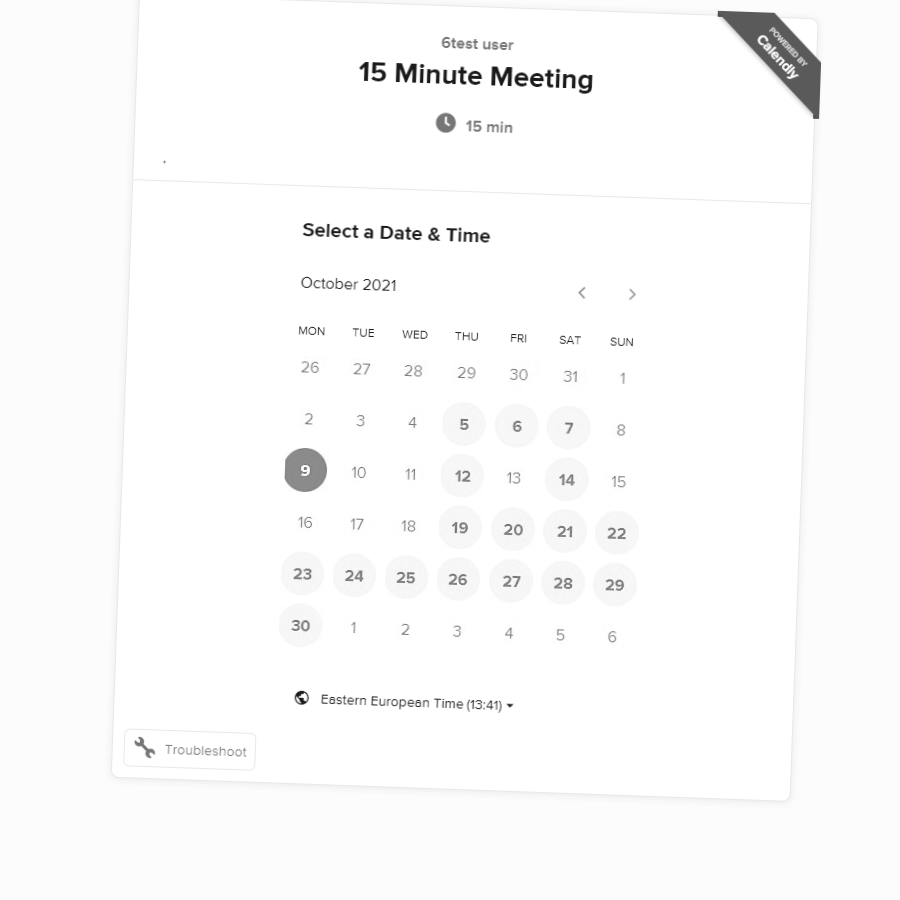 6test user
15 Minute Meeting
15 min
POWERED BY
Calendly
Select a Date & Time
October 2021
MON TUE WED THU FRI SAT SUN
26 27 28 29 30 31 1
2 3 4 5 6 7 8
9 10 11 12 13 14 15
16 17 18 19 20 21 22
23 24 25 26 27 28 29
30 1 2 3 4 5 6
Eastern European Time (13:41)
Troubleshoot